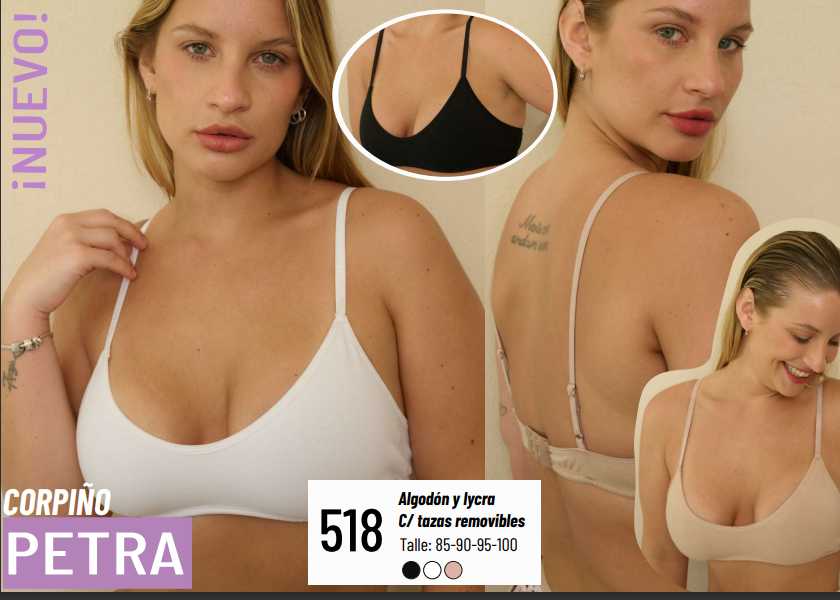 ¡NUEVO!
CORPIÑO
PETRA
518
Algodón y lycra
C/ tazas removibles
Talle: 85-90-95-100